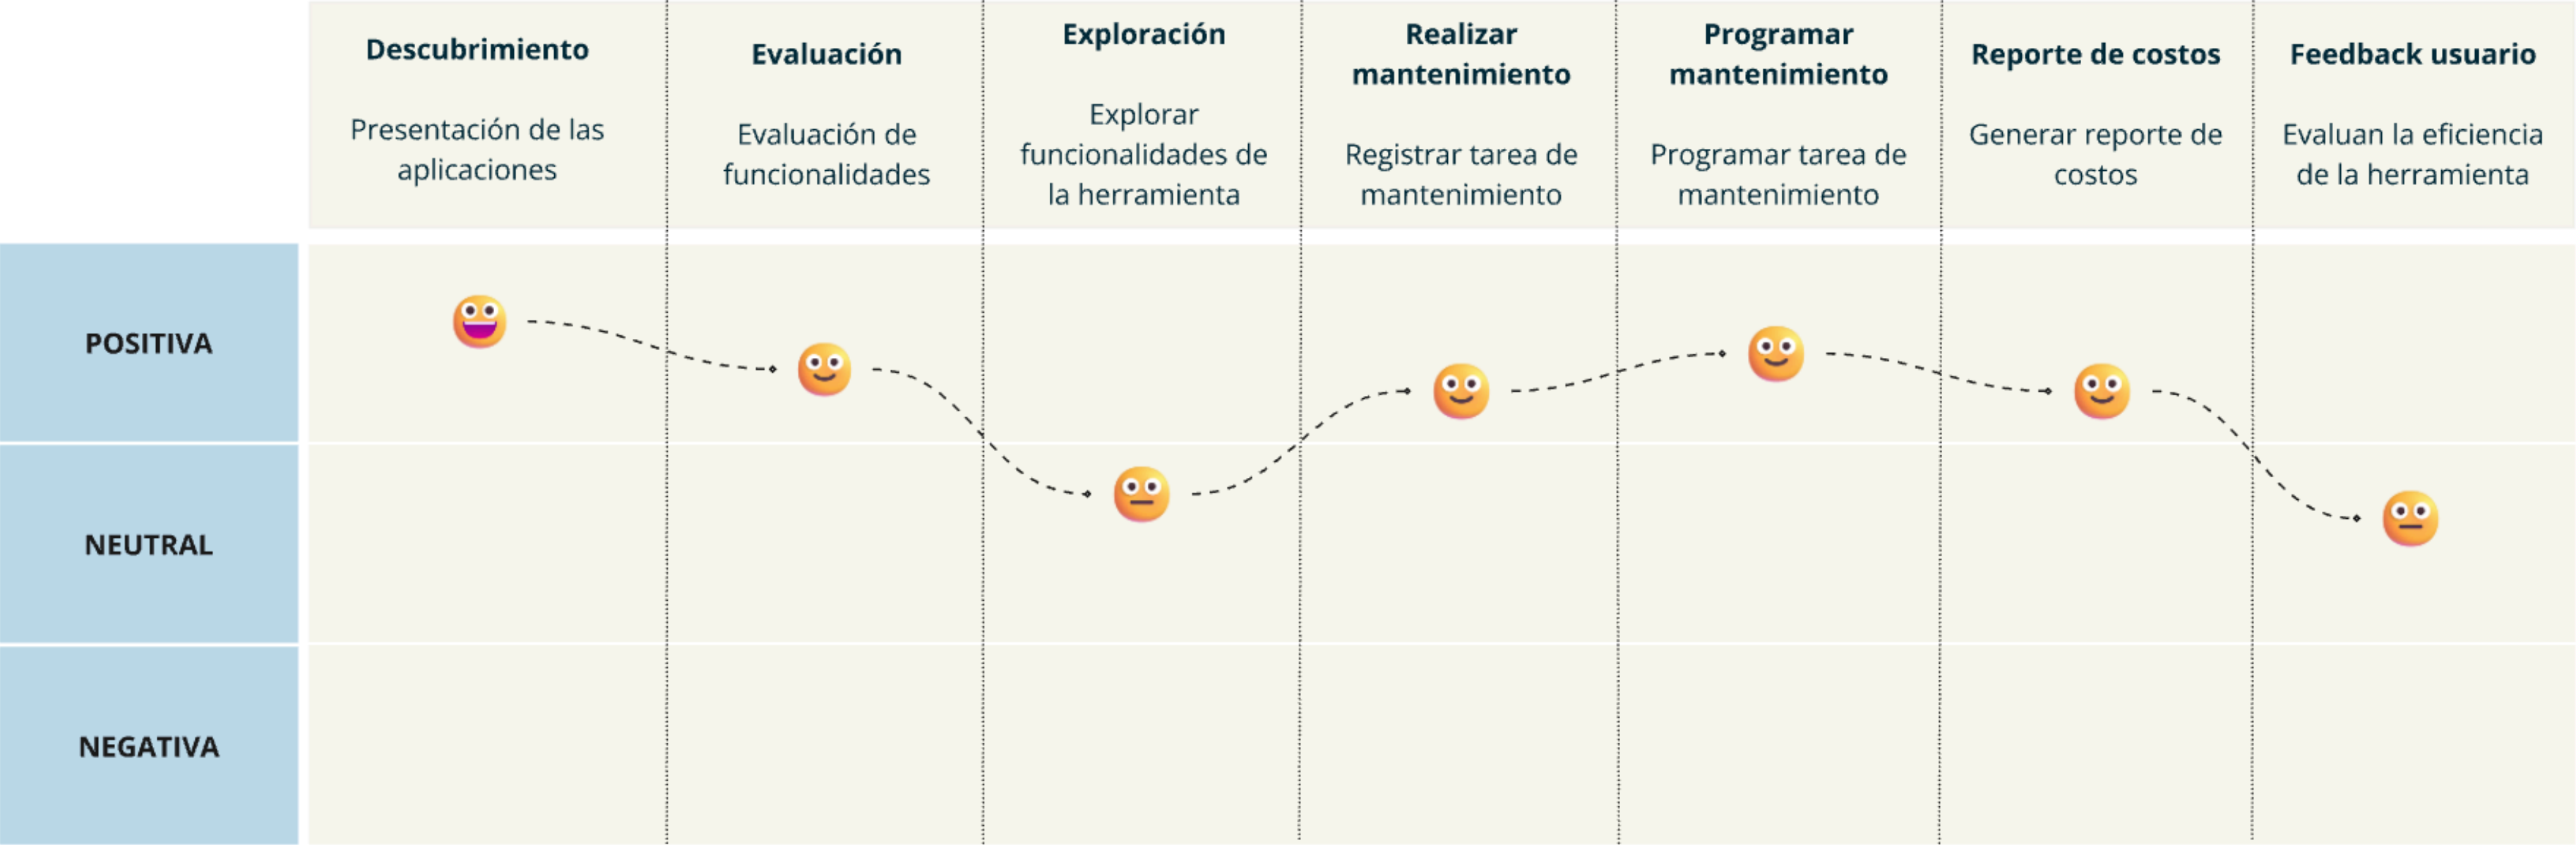 Descubrimiento
Presentación de las
aplicaciones
Evaluación
Evaluación de
funcionalidades
Exploración
Explorar
funcionalidades de
la herramienta
Realizar
mantenimiento
Registrar tarea de
mantenimiento
Programar
mantenimiento
Programar tarea de
mantenimiento
Reporte de costos
Generar reporte de
costos
Feedback usuario
Evaluan la eficiencia
de la herramienta
POSITIVA
NEUTRAL
NEGATIVA